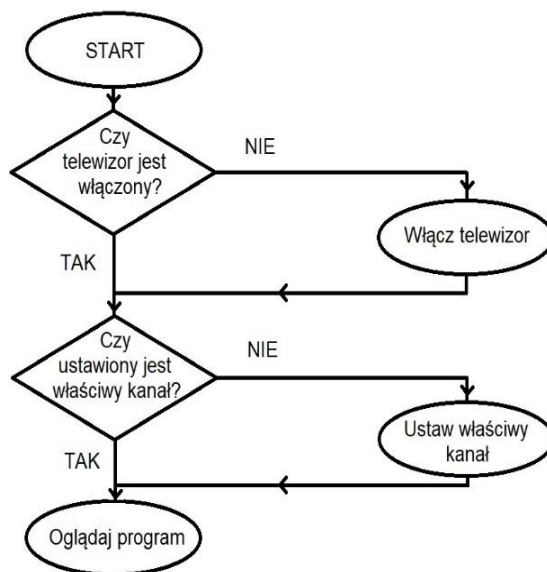 START
Czy
telewizor jest
włączony?
NIE
Włącz telewizor
TAK
Czy
ustawiony jest
właściwy kanał?
NIE
Ustaw właściwy
kanał
TAK
Oglądaj program